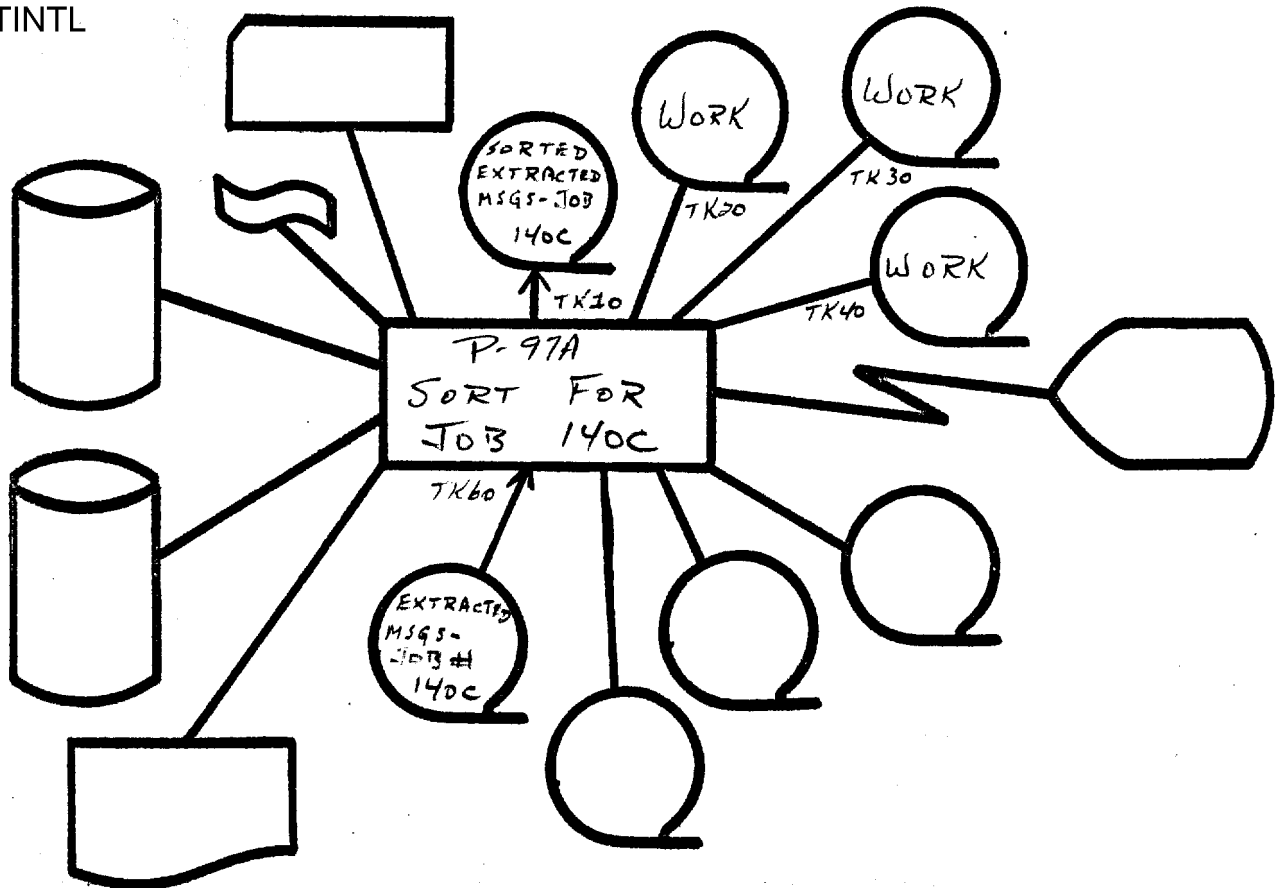 TINTL
WORK
WORK
SORTED
EXTRACTED
MSGS-JOB
140C
TK30
TK20
WORK
TK10
TK40
P-97A
SORT FOR
JOB 140C
TK60
EXTRACTED
MSGS-
JOB #
140C